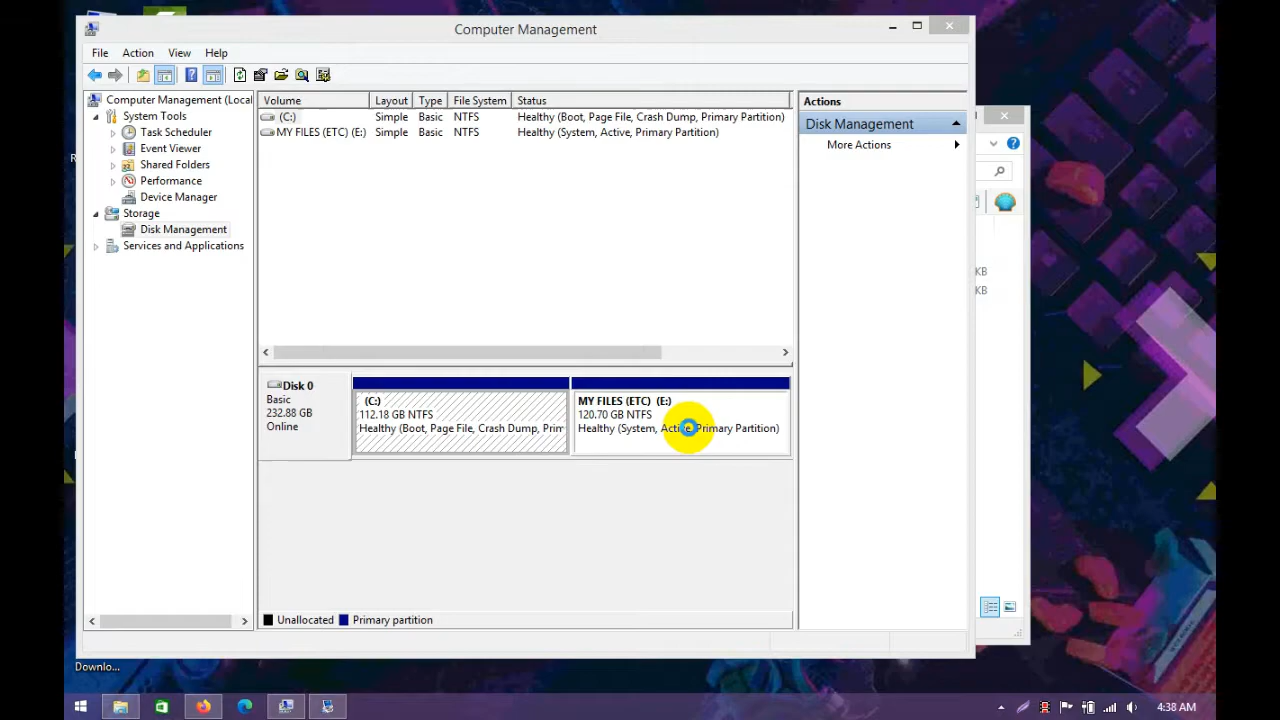 Computer Management
File Action View Help
Computer Management (Local
System Tools
Task Scheduler
Event Viewer
Shared Folders
Performance
Device Manager
Storage
Disk Management
Services and Applications
Volume Layout Type File System Status
(C:) Simple Basic NTFS Healthy (Boot, Page File, Crash Dump, Primary Partition)
MY FILES (ETC) (E:) Simple Basic NTFS Healthy (System, Active, Primary Partition)
Disk 0
Basic
232.88 GB
Online
(C:)
112.18 GB NTFS
Healthy (Boot, Page File, Crash Dump, Prim
MY FILES (ETC) (E:)
120.70 GB NTFS
Healthy (System, Active, Primary Partition)
Unallocated Primary partition
Actions
Disk Management
More Actions
KB
KB
Downlo...
4:38 AM